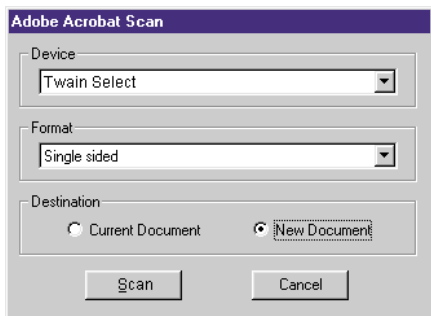 Adobe Acrobat Scan
Device
Twain Select
Format
Single sided
Destination
Current Document New Document
Scan Cancel